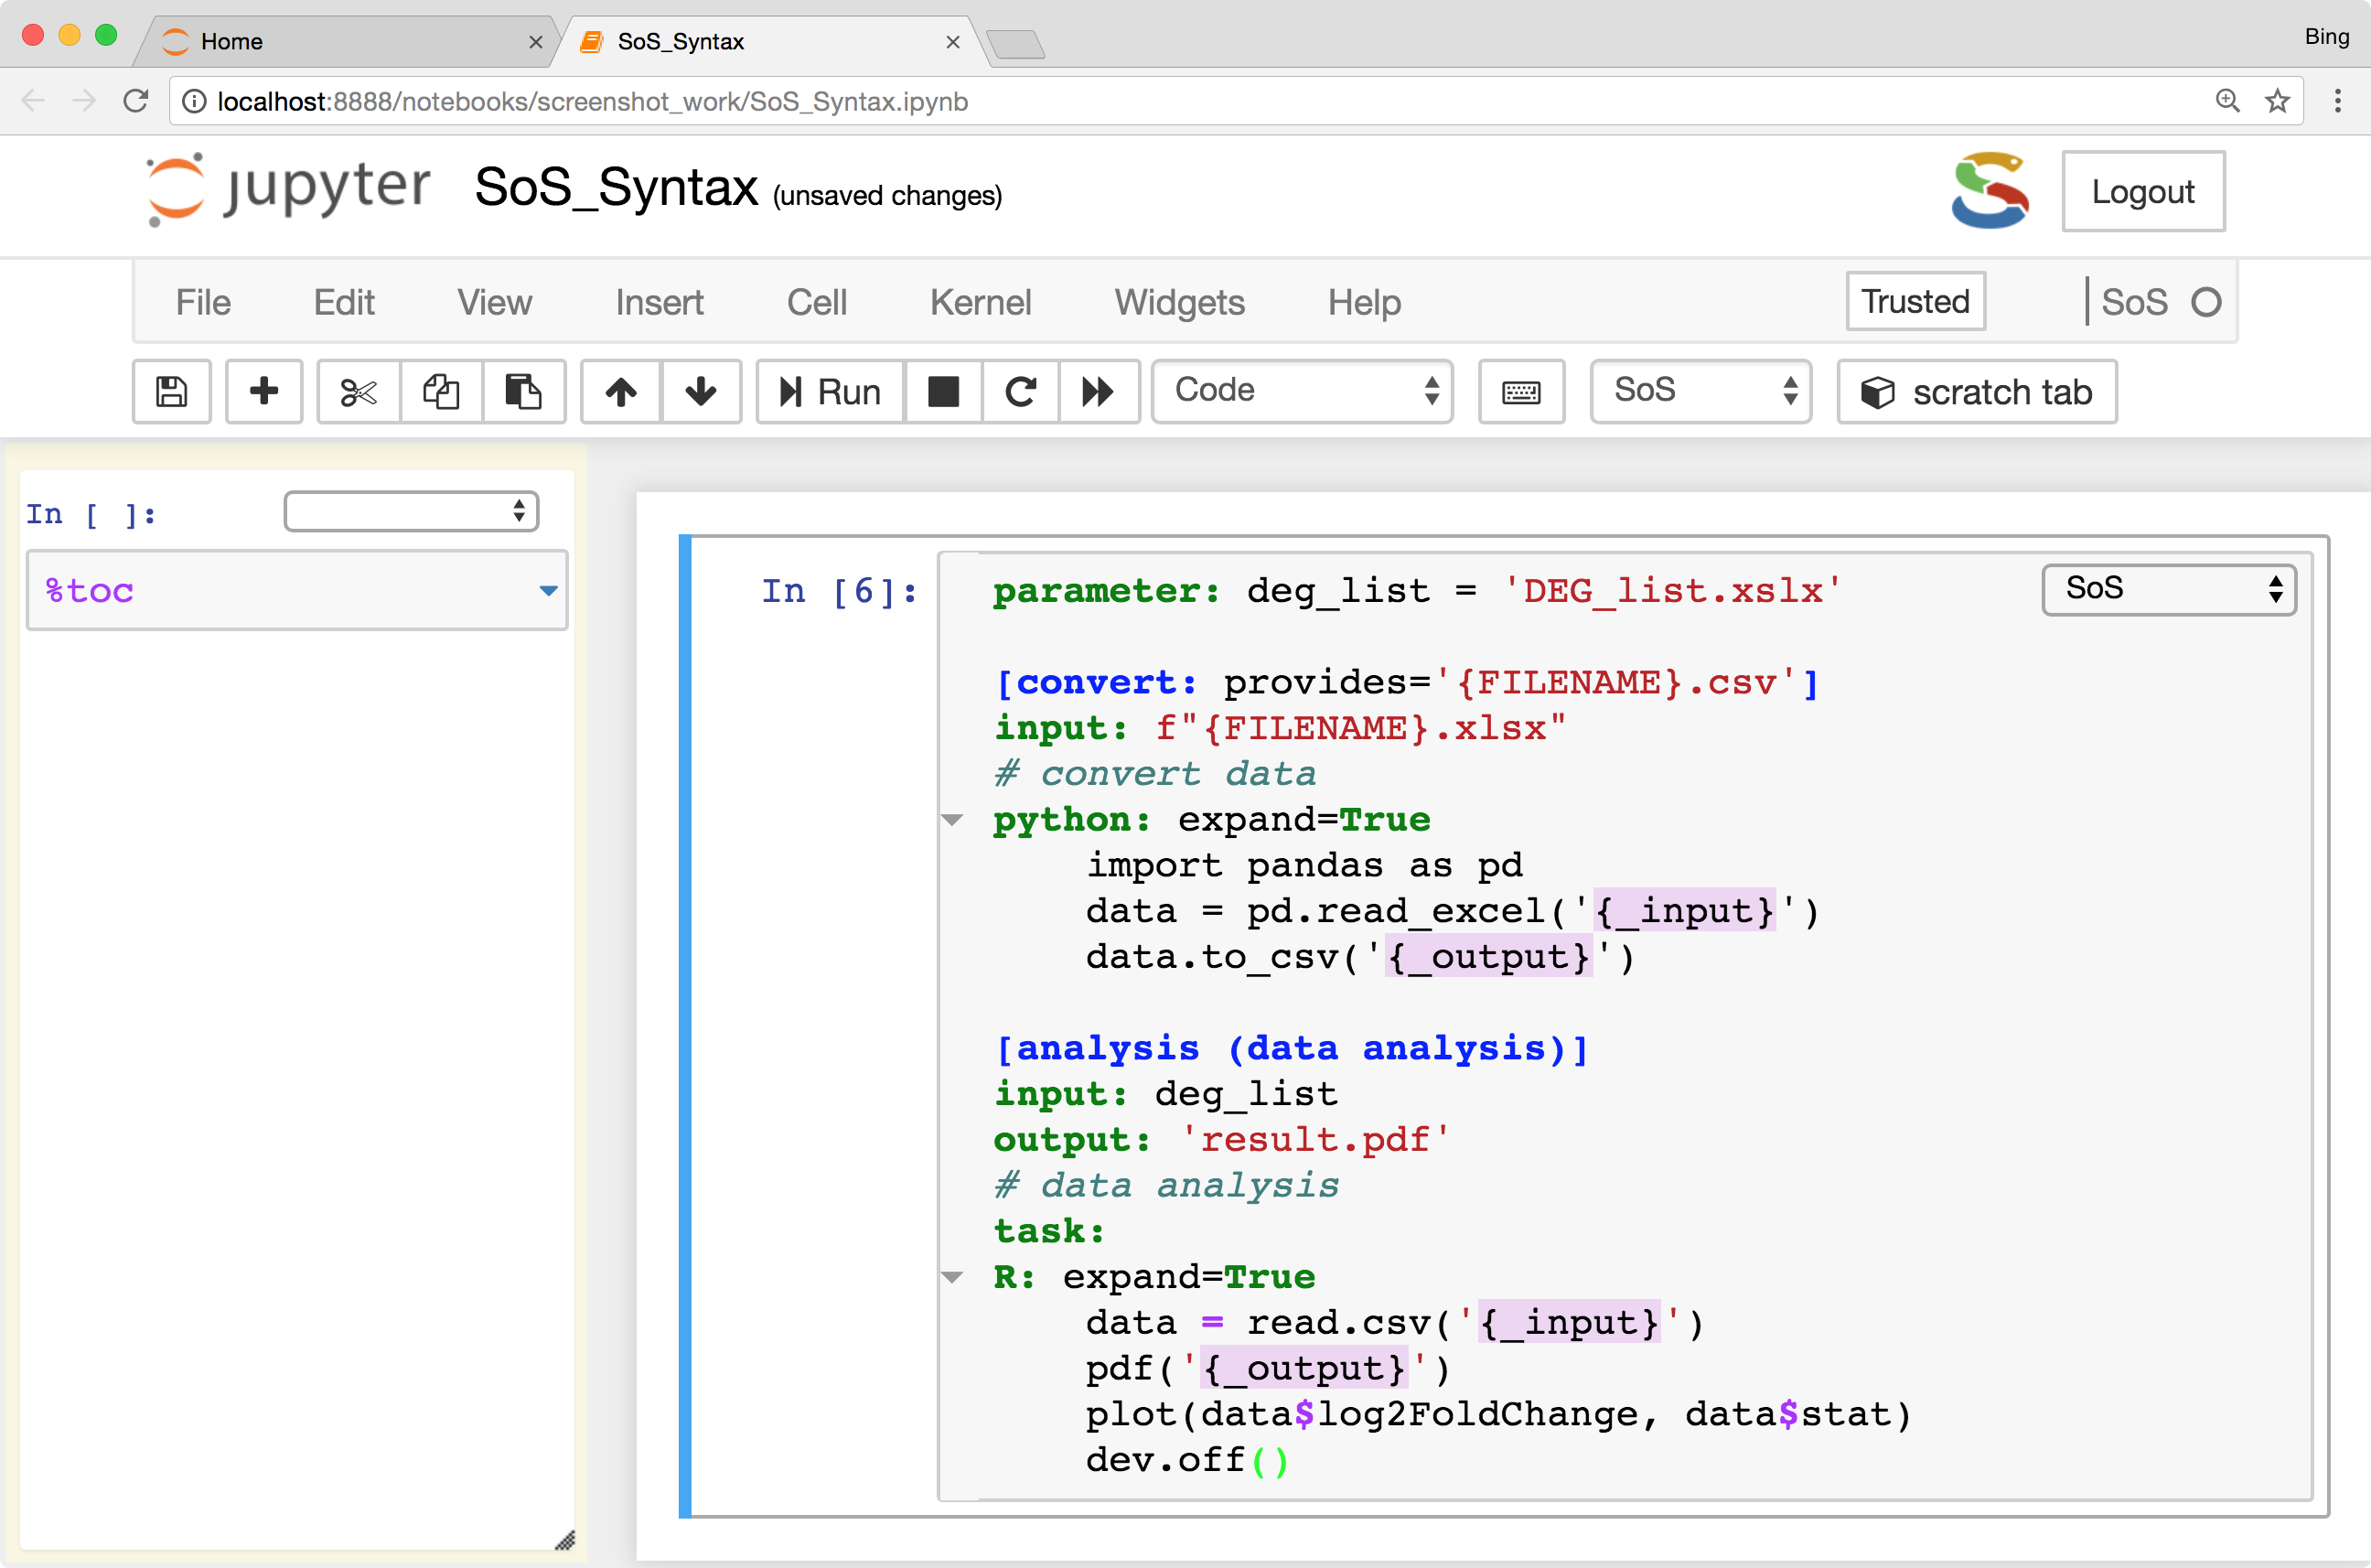 Home
SoS_Syntax
Bing
localhost:8888/notebooks/screenshot_work/SoS_Syntax.ipynb
jupyter SoS_Syntax (unsaved changes)
Logout
File Edit View Insert Cell Kernel Widgets Help
Trusted
SoS
Run
Code
SoS
scratch tab
In [ ]:
%toc
In [6]:
SoS
parameter: deg_list = 'DEG_list.xslx'
[convert: provides='{FILENAME}.csv']
input: f"{FILENAME}.xlsx"
# convert data
python: expand=True
import pandas as pd
data = pd.read_excel('{_input}')
data.to_csv('{_output}')
[analysis (data analysis)]
input: deg_list
output: 'result.pdf'
# data analysis
task:
R: expand=True
data = read.csv('{_input}')
pdf('{_output}')
plot(data$log2FoldChange, data$stat)
dev.off()